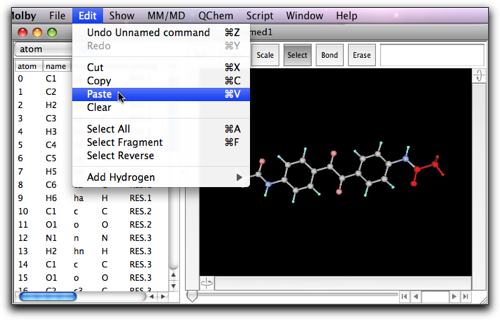 Molby File Edit Show MM/MD QChem Script Window Help
Undo Unnamed command ⌘Z
Redo ⌘Y
Cut ⌘X
Copy ⌘C
Paste ⌘V
Clear
Select All ⌘A
Select Fragment ⌘F
Select Reverse
Add Hydrogen
ned1
atom
Scale Select Bond Erase
atom name
0 C1
1 C2
2 H2
3 C3
4 H3
5 C4
6 C5
7 H5
8 C6 RES.2
9 H6 ha H RES.1
10 C1 c C RES.2
11 O1 o O RES.2
12 N1 n N RES.3
13 H2 hn H RES.3
14 C1 c C RES.3
15 O1 o O RES.3
16 C2 c3 C RES.3